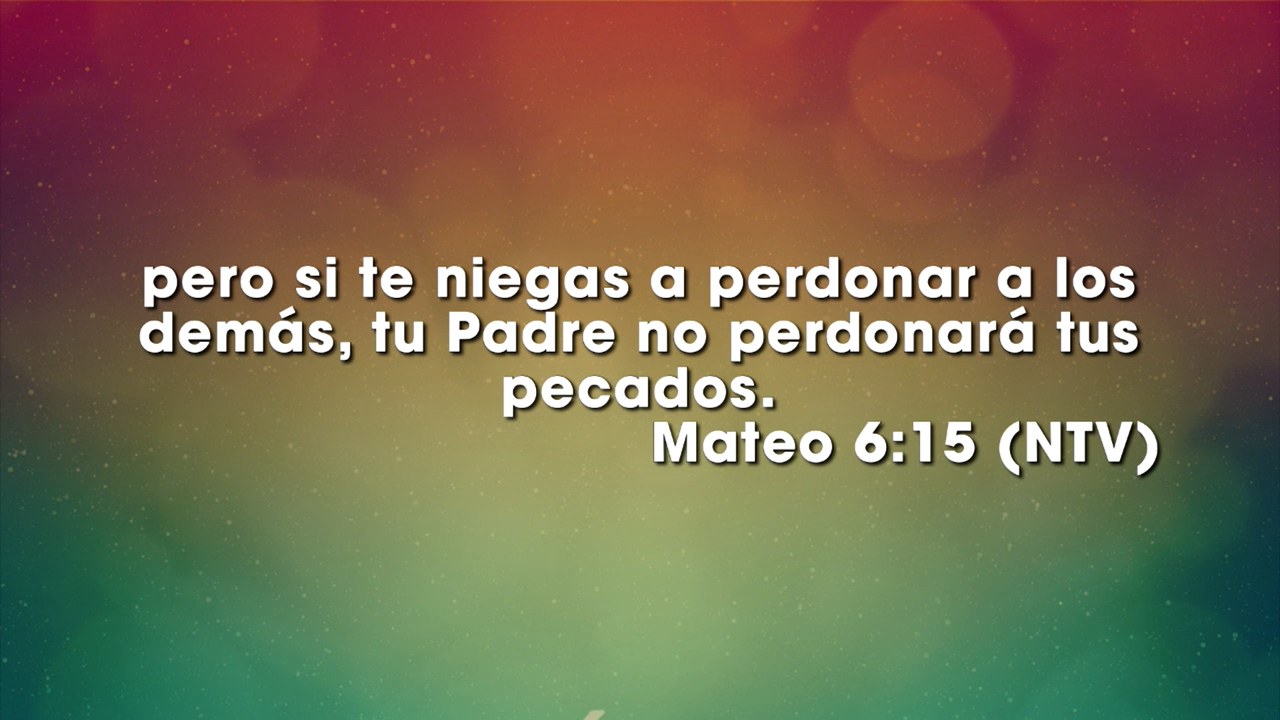 pero si te niegas a perdonar a los
demás, tu Padre no perdonará tus
pecados.
Mateo 6:15 (NTV)